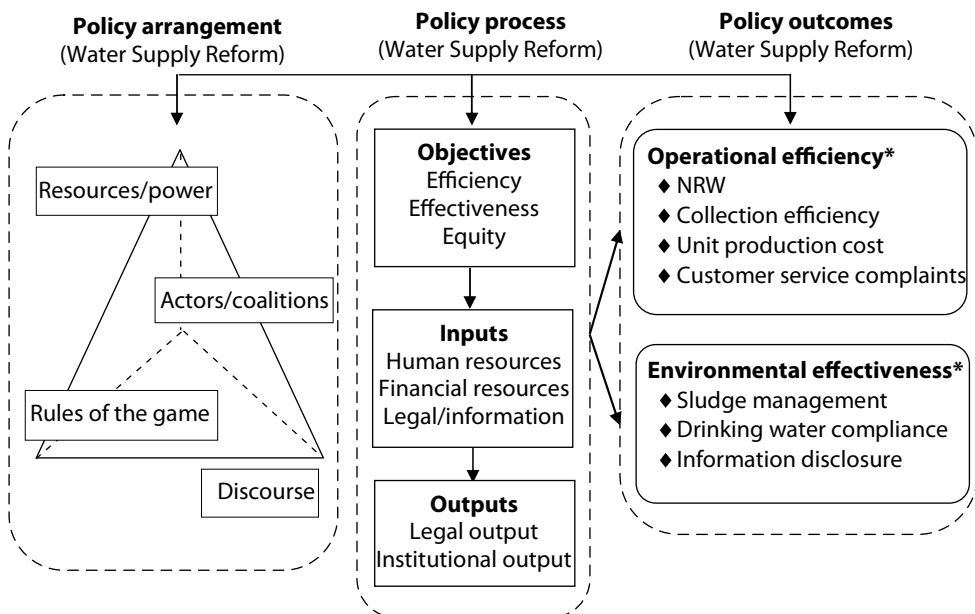 Policy arrangement
(Water Supply Reform)
Resources/power
Actors/coalitions
Rules of the game
Discourse
Policy process
(Water Supply Reform)
Objectives
Efficiency
Effectiveness
Equity
Inputs
Human resources
Financial resources
Legal/information
Outputs
Legal output
Institutional output
Policy outcomes
(Water Supply Reform)
Operational efficiency*
♦ NRW
♦ Collection efficiency
♦ Unit production cost
♦ Customer service complaints
Environmental effectiveness*
♦ Sludge management
♦ Drinking water compliance
♦ Information disclosure